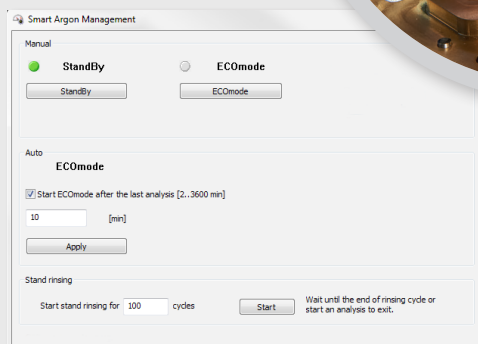 Smart Argon Management
Manual
StandBy
ECOmode
StandBy
ECOmode
Auto
ECOmode
Start ECOmode after the last analysis [2..3600 min]
10 [min]
Apply
Stand rinsing
Start stand rinsing for 100 cycles
Start
Wait until the end of rinsing cycle or
start an analysis to exit.